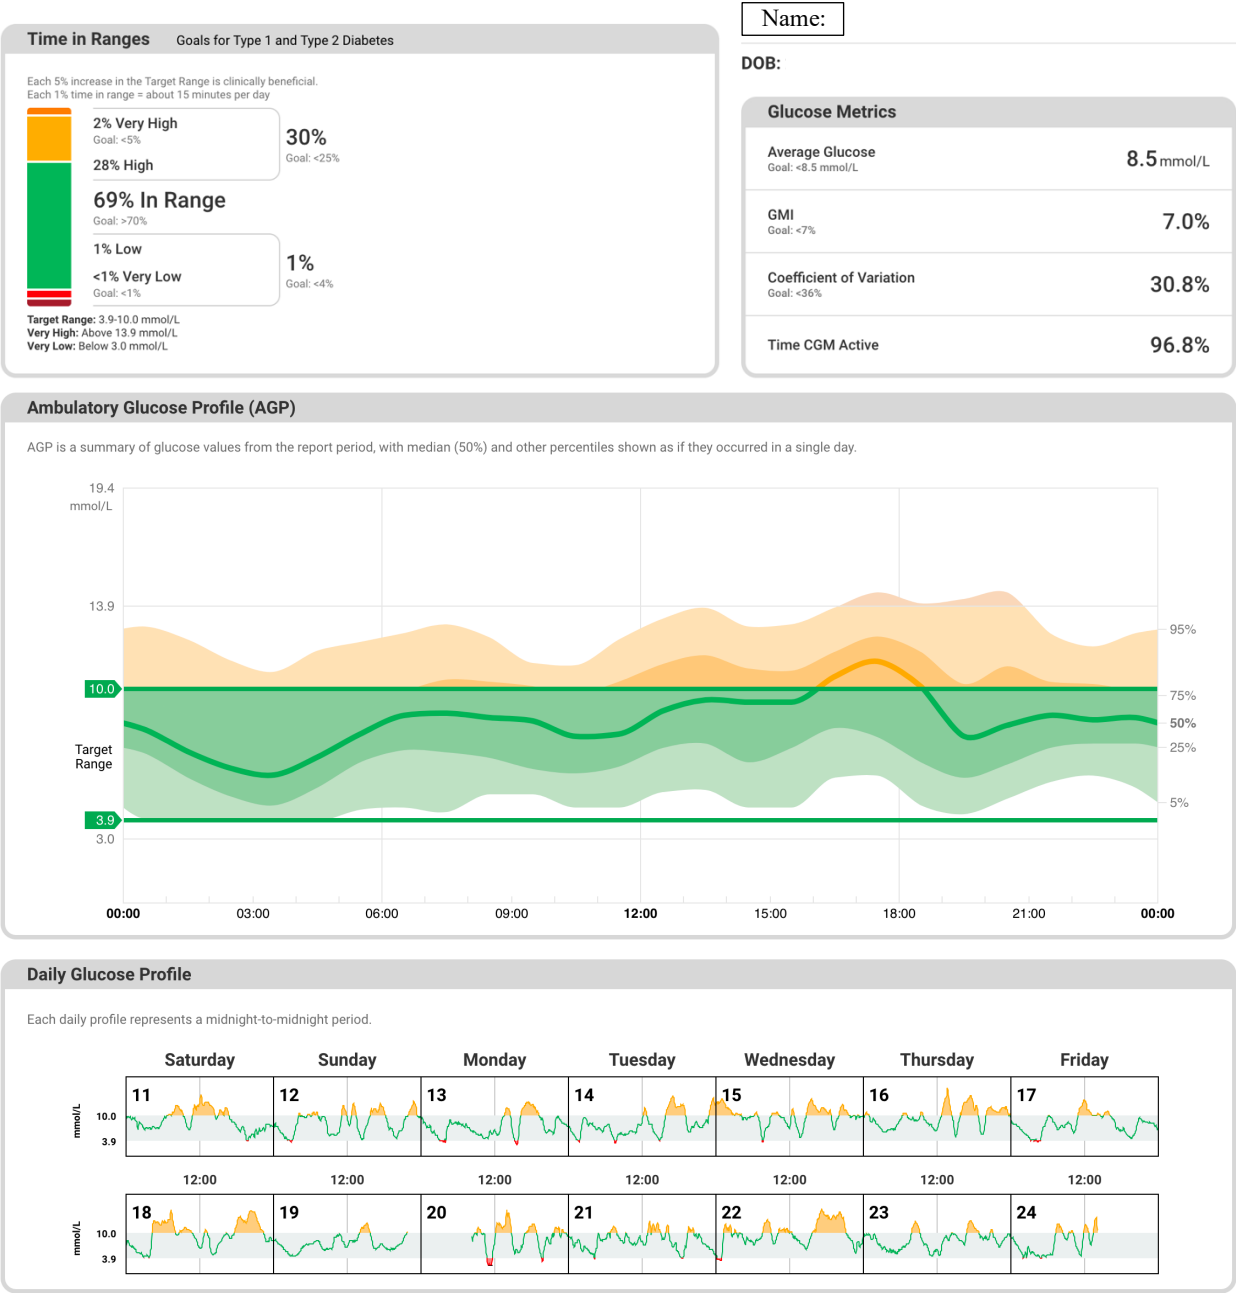 Name:
Time in Ranges Goals for Type 1 and Type 2 Diabetes
DOB:
Each 5% increase in the Target Range is clinically beneficial.
Each 1% time in range = about 15 minutes per day
2% Very High
Goal: <5%
28% High
30%
Goal: <25%
69% In Range
Goal: >70%
1% Low
<1% Very Low
Goal: <1%
1%
Goal: <4%
Target Range: 3.9-10.0 mmol/L
Very High: Above 13.9 mmol/L
Very Low: Below 3.0 mmol/L
Glucose Metrics
Average Glucose
Goal: <8.5 mmol/L
8.5 mmol/L
GMI
Goal: <7%
7.0%
Coefficient of Variation
Goal: <36%
30.8%
Time CGM Active
96.8%
Ambulatory Glucose Profile (AGP)
AGP is a summary of glucose values from the report period, with median (50%) and other percentiles shown as if they occurred in a single day.
19.4
mmol/L
13.9
10.0
Target
Range
3.9
3.0
95%
75%
50%
25%
5%
00:00 03:00 06:00 09:00 12:00 15:00 18:00 21:00 00:00
Daily Glucose Profile
Each daily profile represents a midnight-to-midnight period.
Saturday Sunday Monday Tuesday Wednesday Thursday Friday
11 12 13 14 15 16 17
mmol/L
10.0
3.9
12:00 12:00 12:00 12:00 12:00 12:00 12:00
18 19 20 21 22 23 24
mmol/L
10.0
3.9